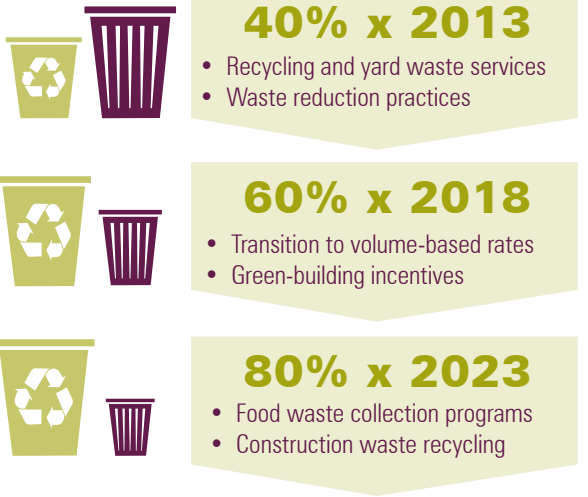 40% x 2013
• Recycling and yard waste services
• Waste reduction practices
60% x 2018
• Transition to volume-based rates
• Green-building incentives
80% x 2023
• Food waste collection programs
• Construction waste recycling